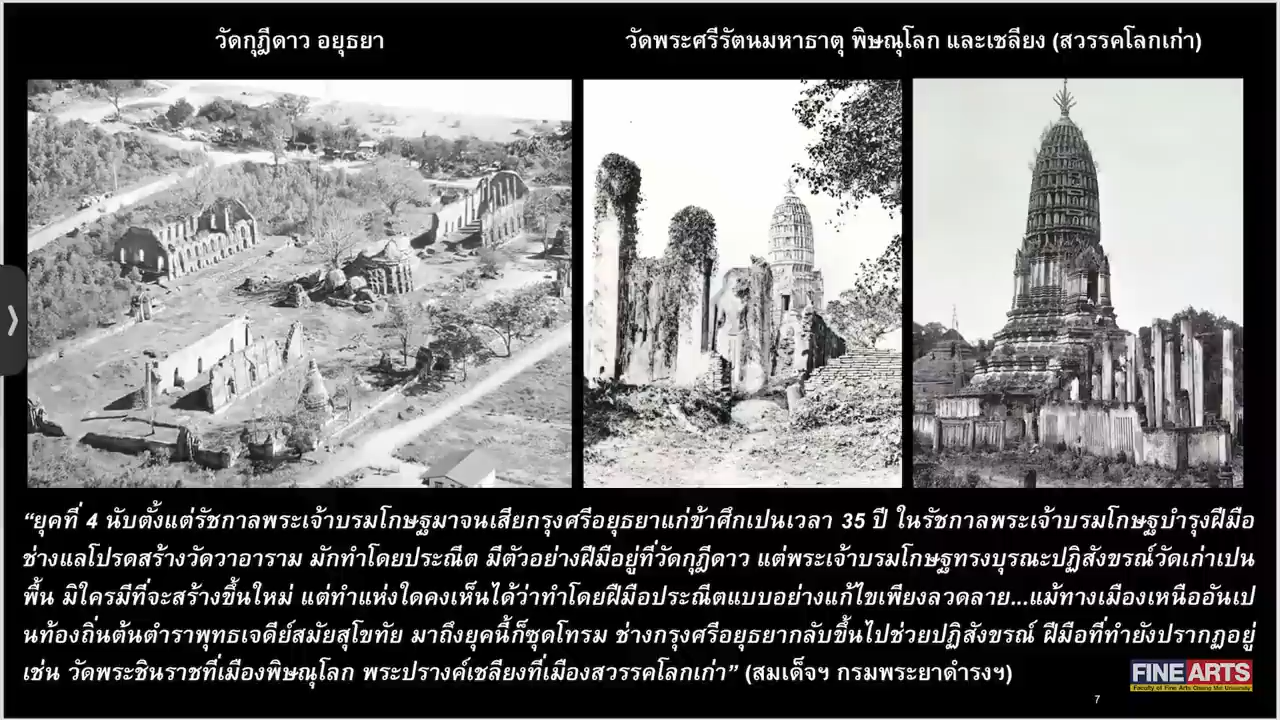 วัดกุฎีดาว อยุธยา
วัดพระศรีรัตนมหาธาตุ พิษณุโลก และเชลียง (สวรรคโลกเก่า)
“ยุคที่ 4 นับตั้งแต่รัชกาลพระเจ้าบรมโกษฐมาจนเสียกรุงศรีอยุธยาแก่ข้าศึกเปนเวลา 35 ปี ในรัชกาลพระเจ้าบรมโกษฐบำรุงฝีมือ
ช่างแลโปรดสร้างวัดวาอาราม มักทำโดยประณีต มีตัวอย่างฝีมืออยู่ที่วัดกุฎีดาว แต่พระเจ้าบรมโกษฐทรงบุรณะปฏิสังขรณ์วัดเก่าเปน
พื้น มิใครมีที่จะสร้างขึ้นใหม่ แต่ทำแห่งใดคงเห็นได้ว่าทำโดยฝีมือประณีตแบบอย่างแก้ไขเพียงลวดลาย...แม้ทางเมืองเหนืออันเป
นท้องถิ่นต้นตำราพุทธเจดีย์สมัยสุโขทัย มาถึงยุคนี้ก็ซุดโทรม ช่างกรุงศรีอยุธยากลับขึ้นไปช่วยปฏิสังขรณ์ ฝีมือที่ทำยังปรากฏอยู่
เช่น วัดพระชินราชที่เมืองพิษณุโลก พระปรางค์เชลียงที่เมืองสวรรคโลกเก่า” (สมเด็จฯ กรมพระยาดำรงฯ)
FINE ARTS
Faculty of Fine Arts Chiang Mai University
7